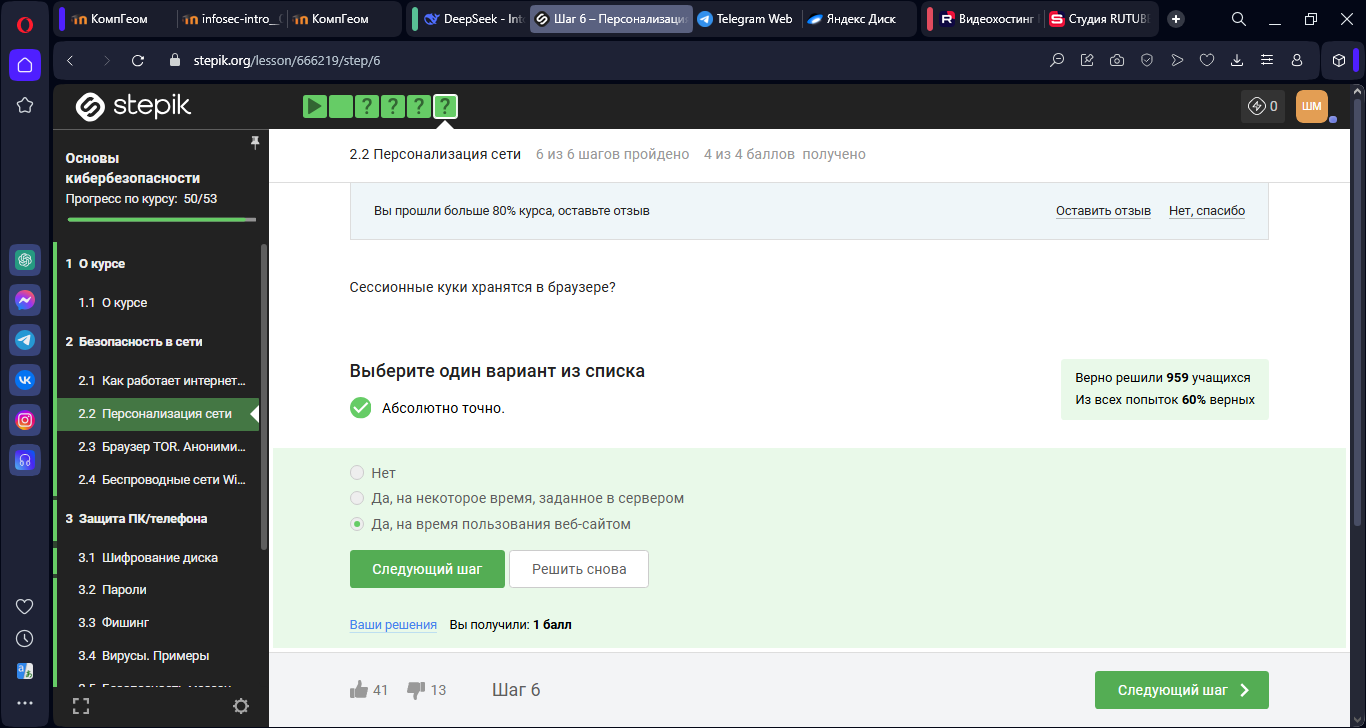 КомпГеом
infosec-intro__
КомпГеом
DeepSeek - Int
Шаг 6 – Персонализаци
Telegram Web
Яндекс Диск
Видеохостинг
Студия RUTUBE
stepik.org/lesson/666219/step/6
stepik
? ? ? ?
0
ШМ
Основы
кибербезопасности
Прогресс по курсу: 50/53
1 О курсе
1.1 О курсе
2 Безопасность в сети
2.1 Как работает интернет...
2.2 Персонализация сети
2.3 Браузер TOR. Аноними...
2.4 Беспроводные сети Wi...
3 Защита ПК/телефона
3.1 Шифрование диска
3.2 Пароли
3.3 Фишинг
3.4 Вирусы. Примеры
2.2 Персонализация сети 6 из 6 шагов пройдено 4 из 4 баллов получено
Вы прошли больше 80% курса, оставьте отзыв
Оставить отзыв
Нет, спасибо
Сессионные куки хранятся в браузере?
Выберите один вариант из списка
Абсолютно точно.
Верно решили 959 учащихся
Из всех попыток 60% верных
Нет
Да, на некоторое время, заданное в сервером
Да, на время пользования веб-сайтом
Следующий шаг
Решить снова
Ваши решения Вы получили: 1 балл
41
13
Шаг 6
Следующий шаг